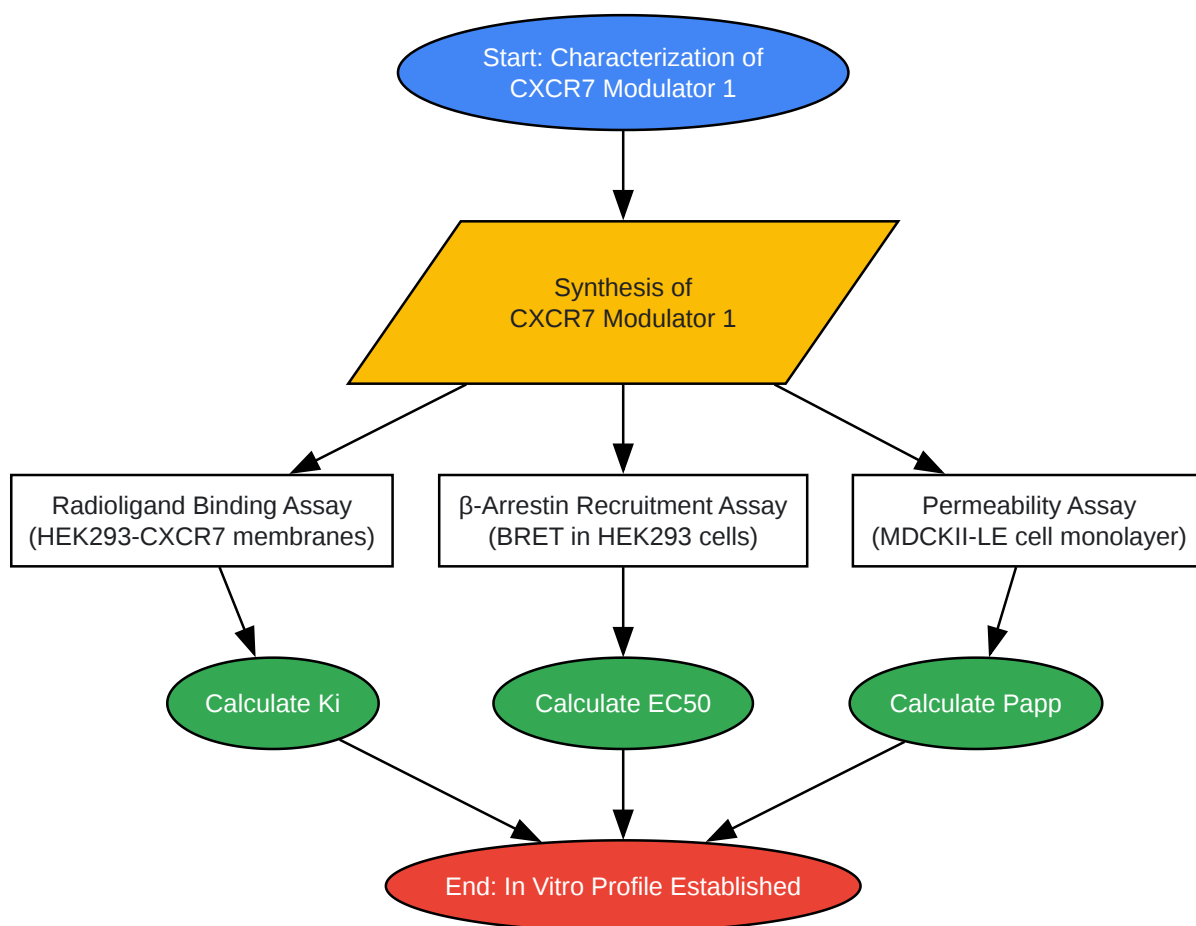 Start: Characterization of
CXCR7 Modulator 1
Synthesis of
CXCR7 Modulator 1
Radioligand Binding Assay
(HEK293-CXCR7 membranes)
β-Arrestin Recruitment Assay
(BRET in HEK293 cells)
Permeability Assay
(MDCKII-LE cell monolayer)
Calculate Ki
Calculate EC50
Calculate Papp
End: In Vitro Profile Established